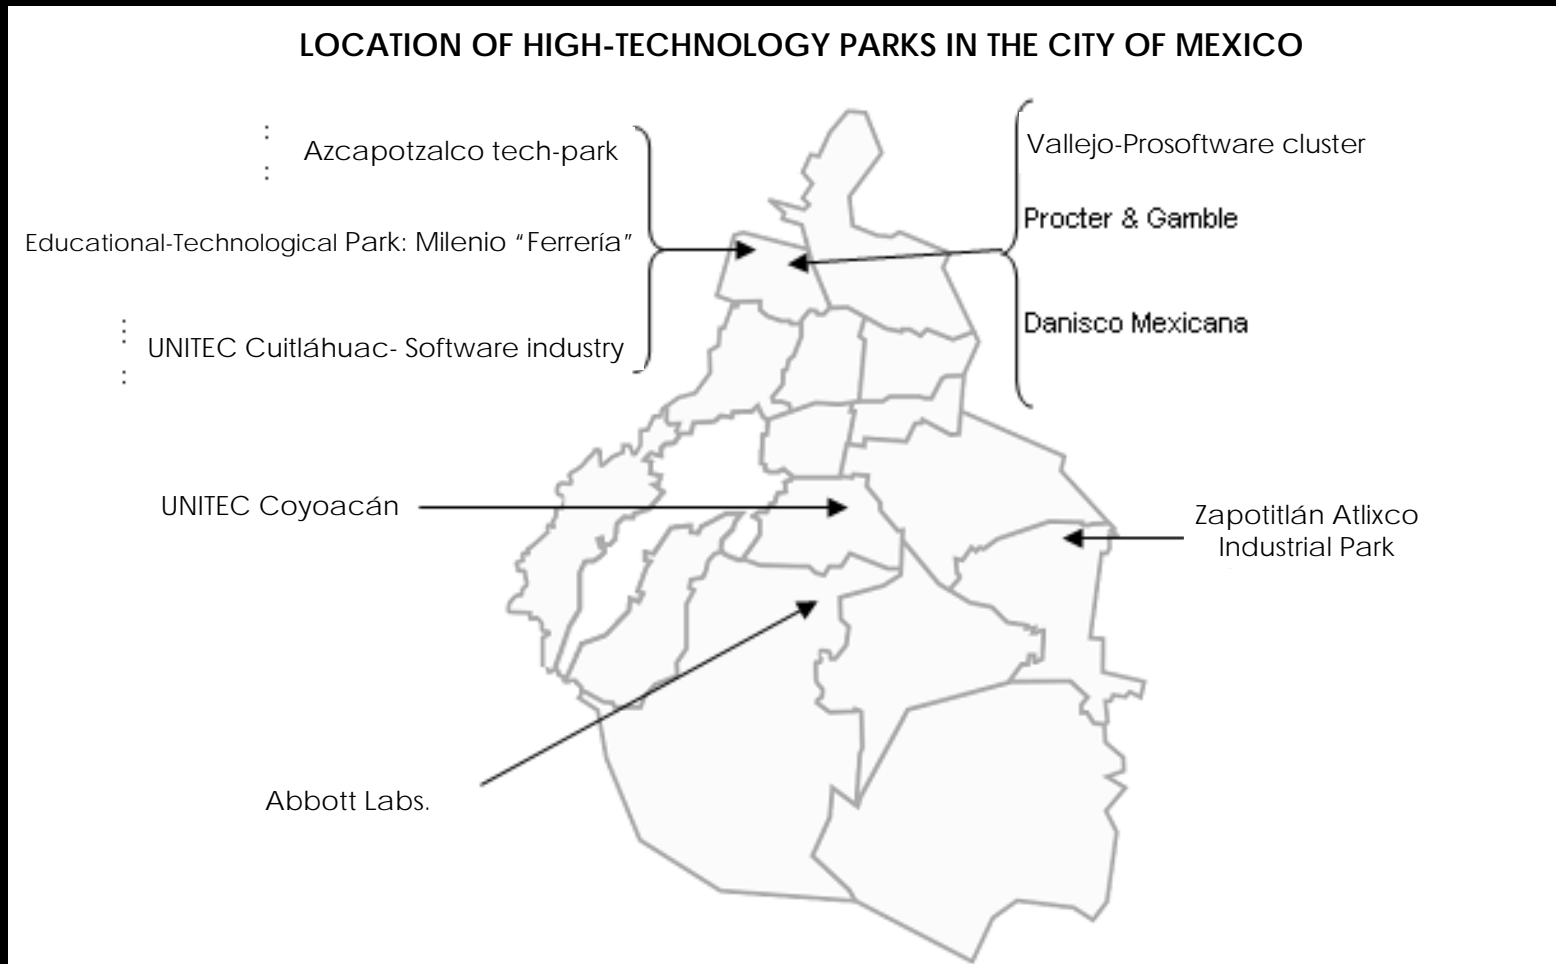 LOCATION OF HIGH-TECHNOLOGY PARKS IN THE CITY OF MEXICO
Azcapotzalco tech-park
Educational-Technological Park: Milenio “Ferrería”
UNITEC Cuitláhuac- Software industry
Vallejo-Prosoftware cluster
Procter & Gamble
Danisco Mexicana
UNITEC Coyoacán
Zapotitlán Atlixco
Industrial Park
Abbott Labs.